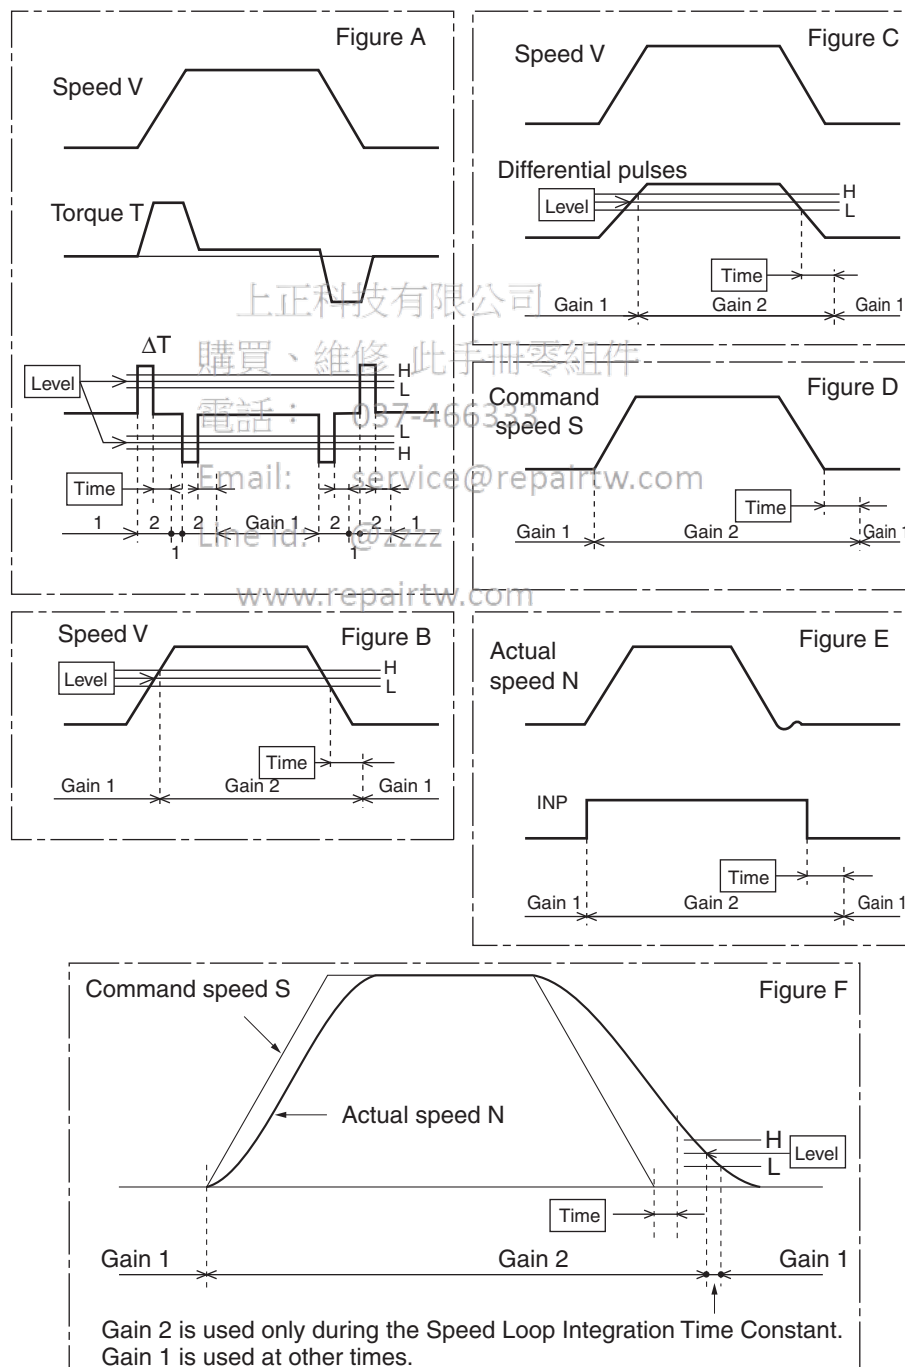 Figure A
Speed V
Torque T
ΔT
Level
H
L
L
H
Time
1
2
2
Gain 1
2
2
1
1
1
Speed V
Figure B
Level
H
L
Time
Gain 1
Gain 2
Gain 1
Figure C
Speed V
Differential pulses
Level
H
L
Time
Gain 1
Gain 2
Gain 1
Figure D
Command
speed S
Time
Gain 1
Gain 2
Gain 1
Figure E
Actual
speed N
INP
Time
Gain 1
Gain 2
Gain 1
Figure F
Command speed S
Actual speed N
H
L
Level
Time
Gain 1
Gain 2
Gain 1
Gain 2 is used only during the Speed Loop Integration Time Constant.
Gain 1 is used at other times.
上正科技有限公司
購買、維修 此手冊零組件
電話： 037-466333
Email: service@repairtw.com
Line id: @zzzz
www.repairtw.com